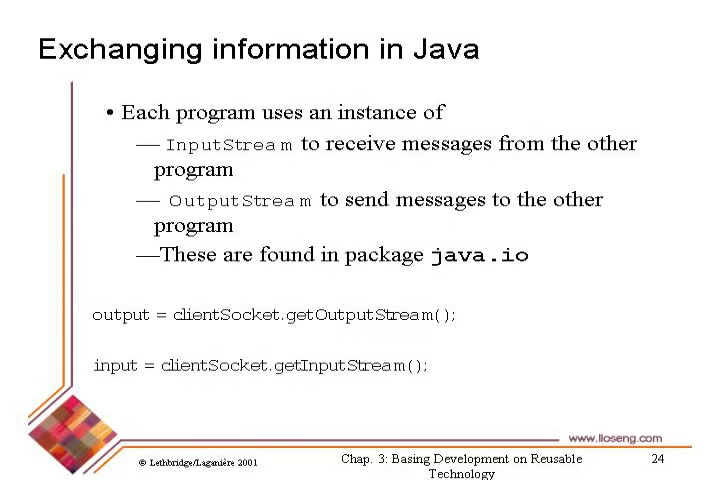 Exchanging information in Java
• Each program uses an instance of
— InputStream to receive messages from the other
program
— OutputStream to send messages to the other
program
—These are found in package java.io
output = clientSocket.getOutputStream();
input = clientSocket.getInputStream();
www.lloseng.com
© Lethbridge/Laganière 2001
Chap. 3: Basing Development on Reusable
Technology
24